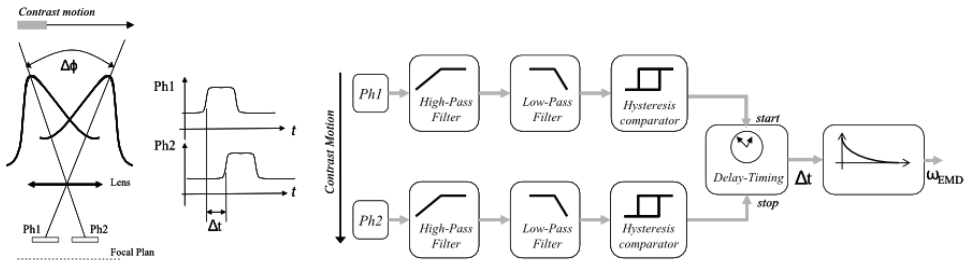 Contrast motion
Δϕ
Ph1
Ph2
Lens
Focal Plan
Ph1
t
Ph2
t
Δt
Contrast Motion
Ph1
High-Pass
Filter
Low-Pass
Filter
Hysteresis
comparator
start
Delay-Timing
stop
Δt
ωEMD
Ph2
High-Pass
Filter
Low-Pass
Filter
Hysteresis
comparator